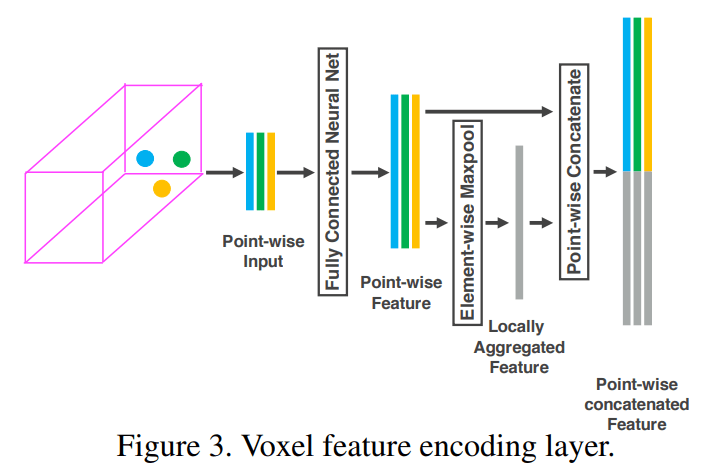 Point-wise
Input
Fully Connected Neural Net
Point-wise
Feature
Element-wise Maxpool
Locally
Aggregated
Feature
Point-wise Concatenate
Point-wise
concatenated
Feature
Figure 3. Voxel feature encoding layer.